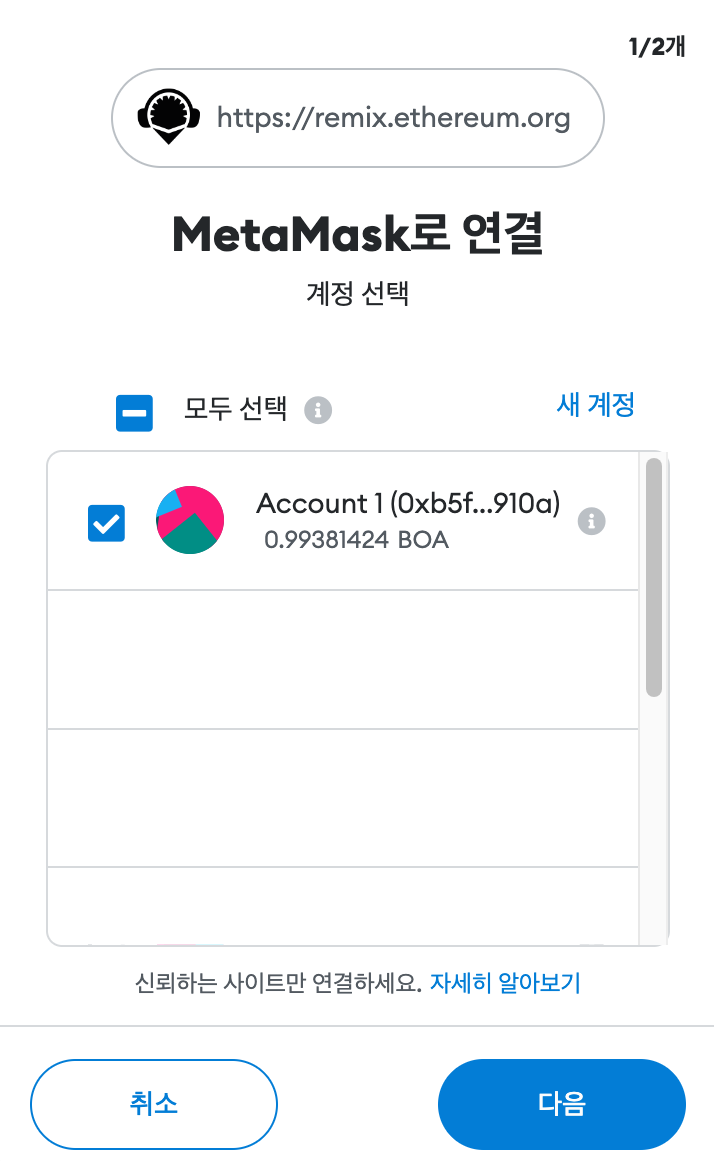 1/2개
https://remix.ethereum.org
MetaMask로 연결
계정 선택
모두 선택
새 계정
Account 1 (0xb5f...910a)
0.99381424 BOA
신뢰하는 사이트만 연결하세요. 자세히 알아보기
취소
다음